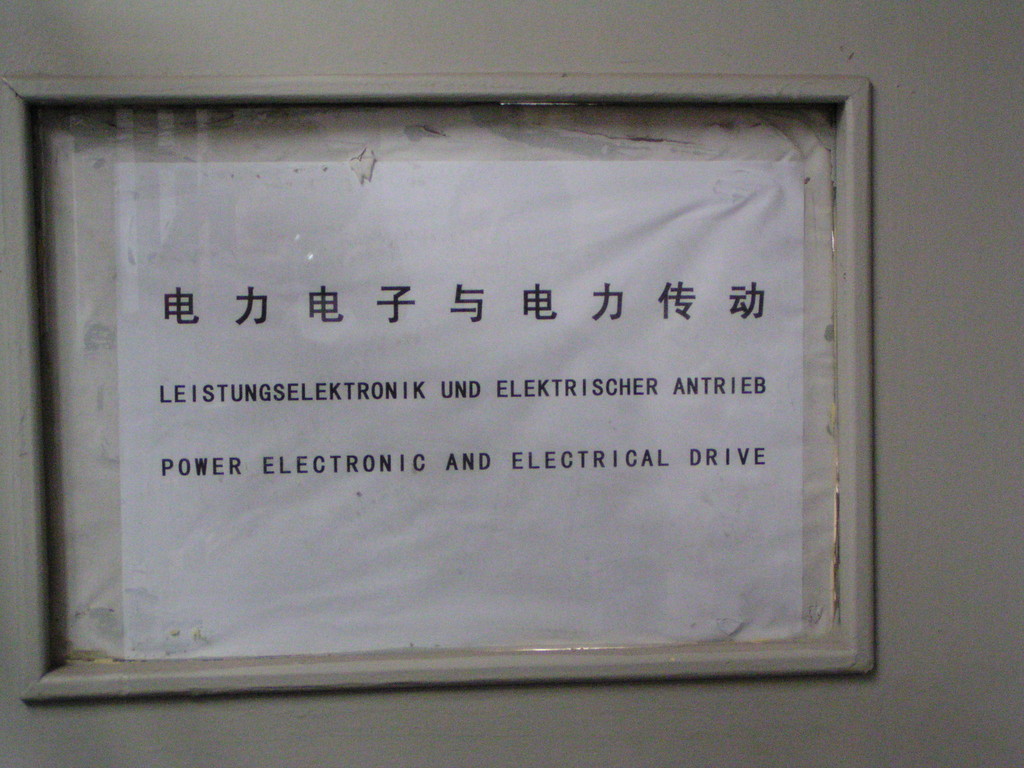 电力电子与电力传动
LEISTUNGSELEKTRONIK UND ELEKTRISCHER ANTRIEB
POWER ELECTRONIC AND ELECTRICAL DRIVE